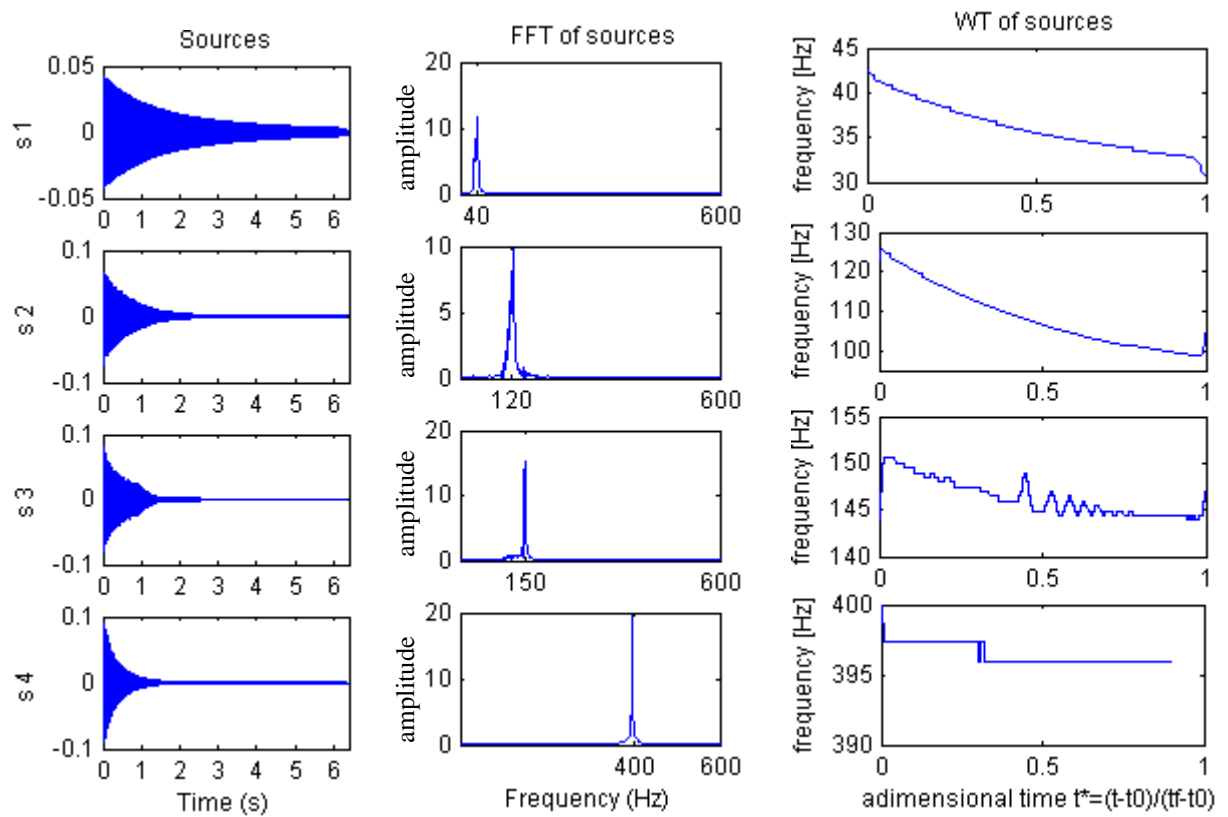 Sources
FFT of sources
WT of sources
0.05
0
-0.05
s 1
0 1 2 3 4 5 6
20
10
0
amplitude
40 600
45
40
35
30
frequency [Hz]
0 0.5 1
0.1
0
-0.1
s 2
0 1 2 3 4 5 6
10
5
0
amplitude
120 600
130
120
110
100
frequency [Hz]
0 0.5 1
0.1
0
-0.1
s 3
0 1 2 3 4 5 6
20
10
0
amplitude
150 600
155
150
145
140
frequency [Hz]
0 0.5 1
0.1
0
-0.1
s 4
0 1 2 3 4 5 6
Time (s)
20
10
0
amplitude
400 600
Frequency (Hz)
400
395
390
frequency [Hz]
0 0.5 1
adimensional time t*=(t-t0)/(tf-t0)